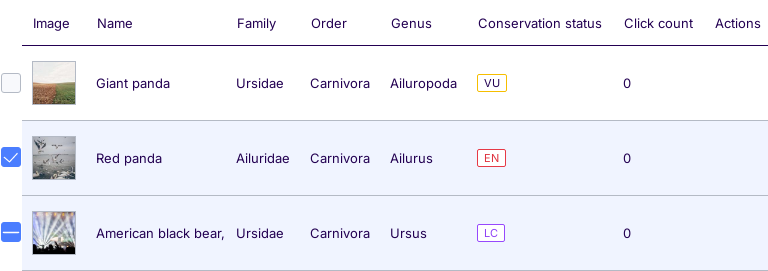 Image Name Family Order Genus Conservation status Click count Actions
Giant panda Ursidae Carnivora Ailuropoda VU 0
Red panda Ailuridae Carnivora Ailurus EN 0
American black bear, Ursidae Carnivora Ursus LC 0